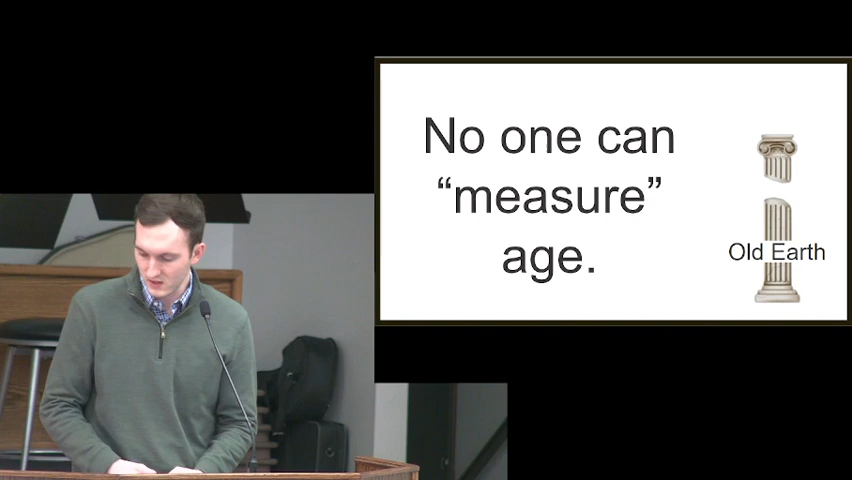 No one can
“measure”
age.
Old Earth